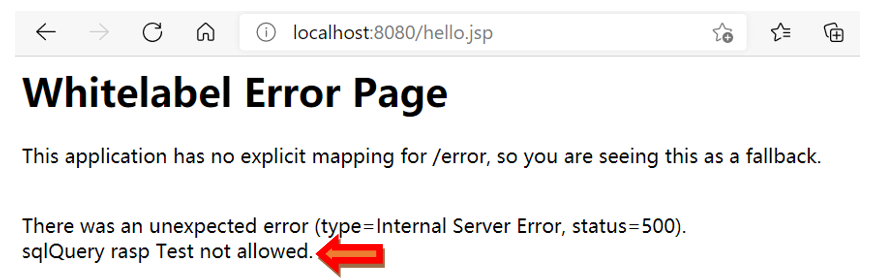 localhost:8080/hello.jsp
Whitelabel Error Page
This application has no explicit mapping for /error, so you are seeing this as a fallback.
There was an unexpected error (type=Internal Server Error, status=500).
sqlQuery rasp Test not allowed.